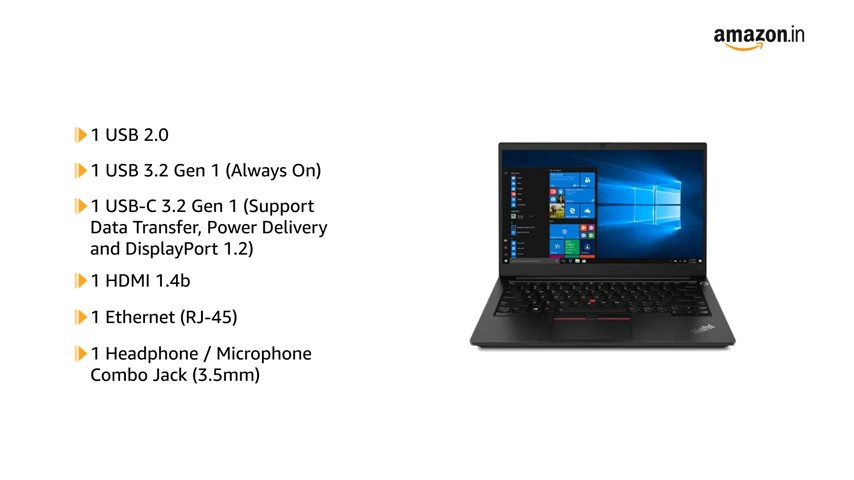 amazon.in
1 USB 2.0
1 USB 3.2 Gen 1 (Always On)
1 USB-C 3.2 Gen 1 (Support
Data Transfer, Power Delivery
and DisplayPort 1.2)
1 HDMI 1.4b
1 Ethernet (RJ-45)
1 Headphone / Microphone
Combo Jack (3.5mm)
ThinkPad